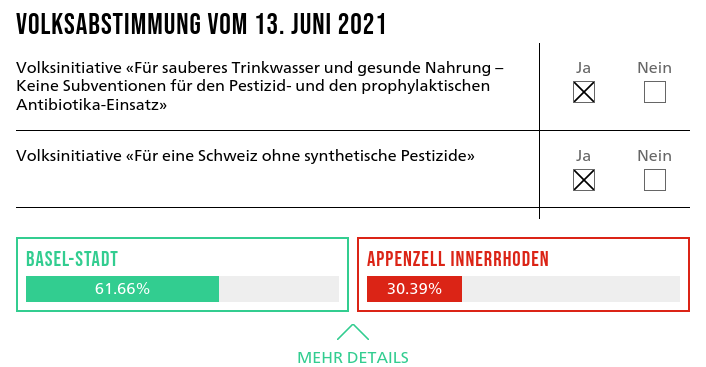 VOLKSABSTIMMUNG VOM 13. JUNI 2021
Volksinitiative «Für sauberes Trinkwasser und gesunde Nahrung –
Keine Subventionen für den Pestizid- und den prophylaktischen
Antibiotika-Einsatz»
Ja Nein
Volksinitiative «Für eine Schweiz ohne synthetische Pestizide»
Ja Nein
BASEL-STADT
61.66%
APPENZELL INNERRHODEN
30.39%
MEHR DETAILS